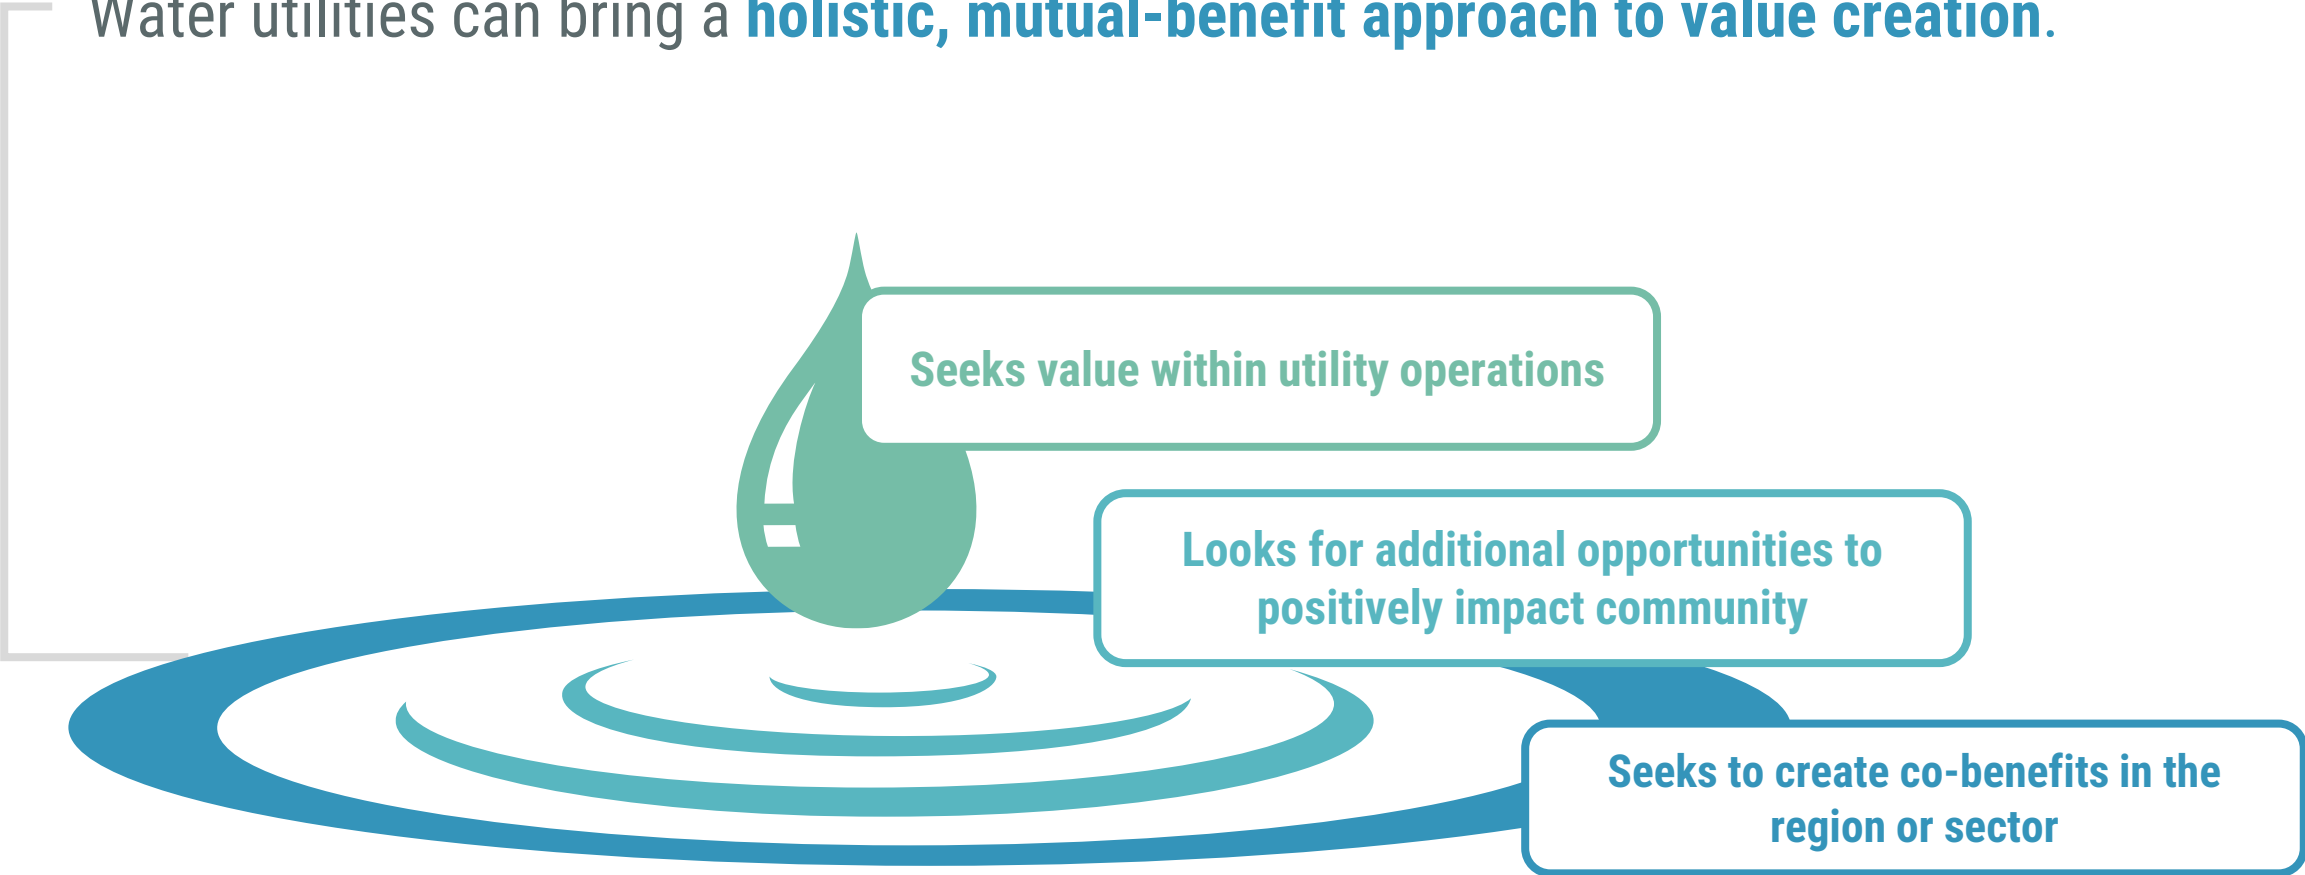 Water utilities can bring a holistic, mutual-benefit approach to value creation.
Seeks value within utility operations
Looks for additional opportunities to
positively impact community
Seeks to create co-benefits in the
region or sector